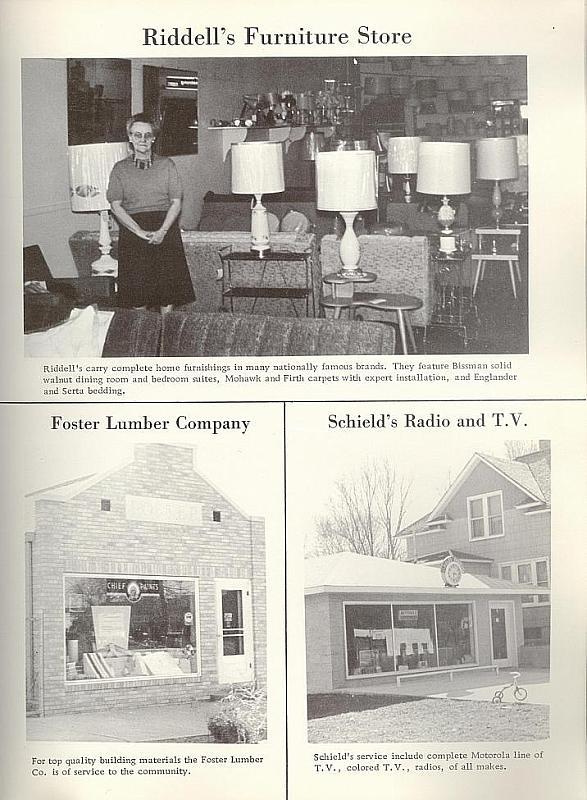 Riddell's Furniture Store
Riddell's carry complete home furnishings in many nationally famous brands. They feature Bissman solid
walnut dining room and bedroom suites, Mohawk and Firth carpets with expert installation, and Englander
and Serta bedding.
Foster Lumber Company
CHIEF PAINTS
For top quality building materials the Foster Lumber
Co. is of service to the community.
Schield's Radio and T.V.
Schield's service include complete Motorola line of
T.V., colored T.V., radios, of all makes.